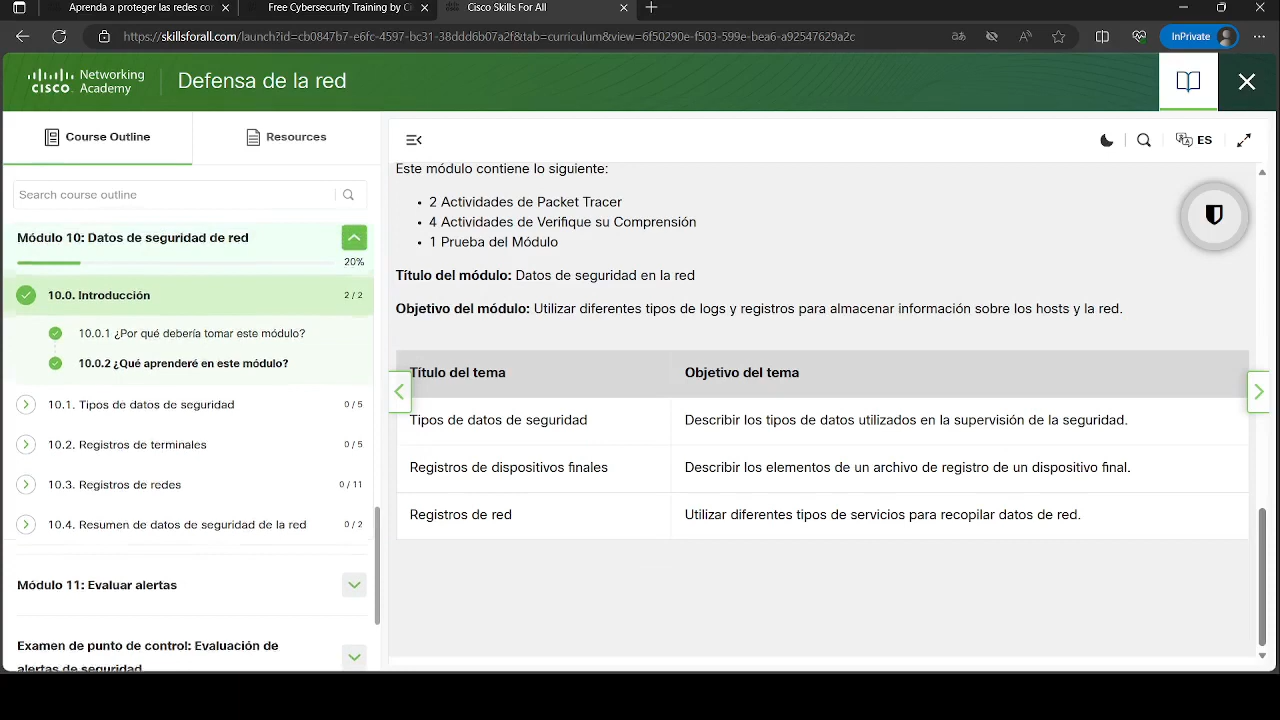 Aprenda a proteger las redes con
Free Cybersecurity Training by Ci
Cisco Skills For All
https://skillsforall.com/launch?id=cb0847b7-e6fc-4597-bc31-38ddd6b07a2f&tab=curriculum&view=6f50290e-f503-599e-bea6-a92547629a2c
InPrivate
CISCO Networking Academy
Defensa de la red
Course Outline
Resources
Search course outline
Módulo 10: Datos de seguridad de red
20%
10.0. Introducción 2 / 2
10.0.1 ¿Por qué debería tomar este módulo?
10.0.2 ¿Qué aprenderé en este módulo?
10.1. Tipos de datos de seguridad 0 / 5
10.2. Registros de terminales 0 / 5
10.3. Registros de redes 0 / 11
10.4. Resumen de datos de seguridad de la red 0 / 2
Módulo 11: Evaluar alertas
Examen de punto de control: Evaluación de
alertas de seguridad
ES
Este módulo contiene lo siguiente:
• 2 Actividades de Packet Tracer
• 4 Actividades de Verifique su Comprensión
• 1 Prueba del Módulo
Título del módulo: Datos de seguridad en la red
Objetivo del módulo: Utilizar diferentes tipos de logs y registros para almacenar información sobre los hosts y la red.
Título del tema Objetivo del tema
Tipos de datos de seguridad Describir los tipos de datos utilizados en la supervisión de la seguridad.
Registros de dispositivos finales Describir los elementos de un archivo de registro de un dispositivo final.
Registros de red Utilizar diferentes tipos de servicios para recopilar datos de red.